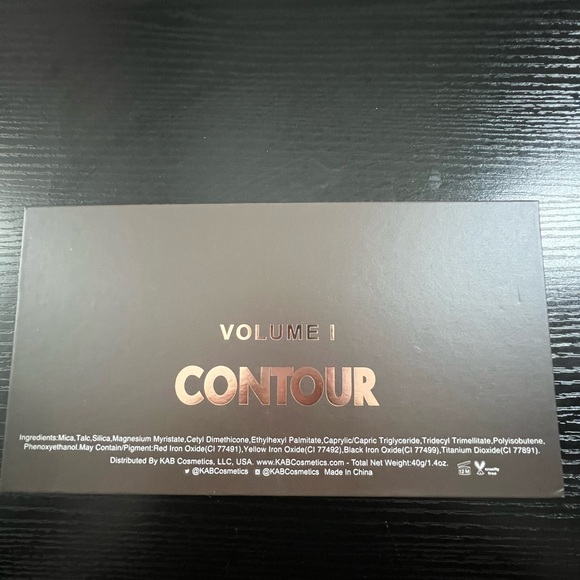 VOLUME I
CONTOUR
Ingredients:Mica,Talc,Silica,Magnesium Myristate,Cetyl Dimethicone,Ethylhexyl Palmitate,Caprylic/Capric Triglyceride,Tridecyl Trimellitate,Polyisobutene,
Phenoxyethanol.May Contain/Pigment:Red Iron Oxide(CI 77491),Yellow Iron Oxide(CI 77492),Black Iron Oxide(CI 77499),Titanium Dioxide(CI 77891).
Distributed By KAB Cosmetics, LLC, USA. www.KABCosmetics.com - Total Net Weight:40g/1.4oz. 12M cruelty free
@KABCosmetics @KABCosmetics Made In China